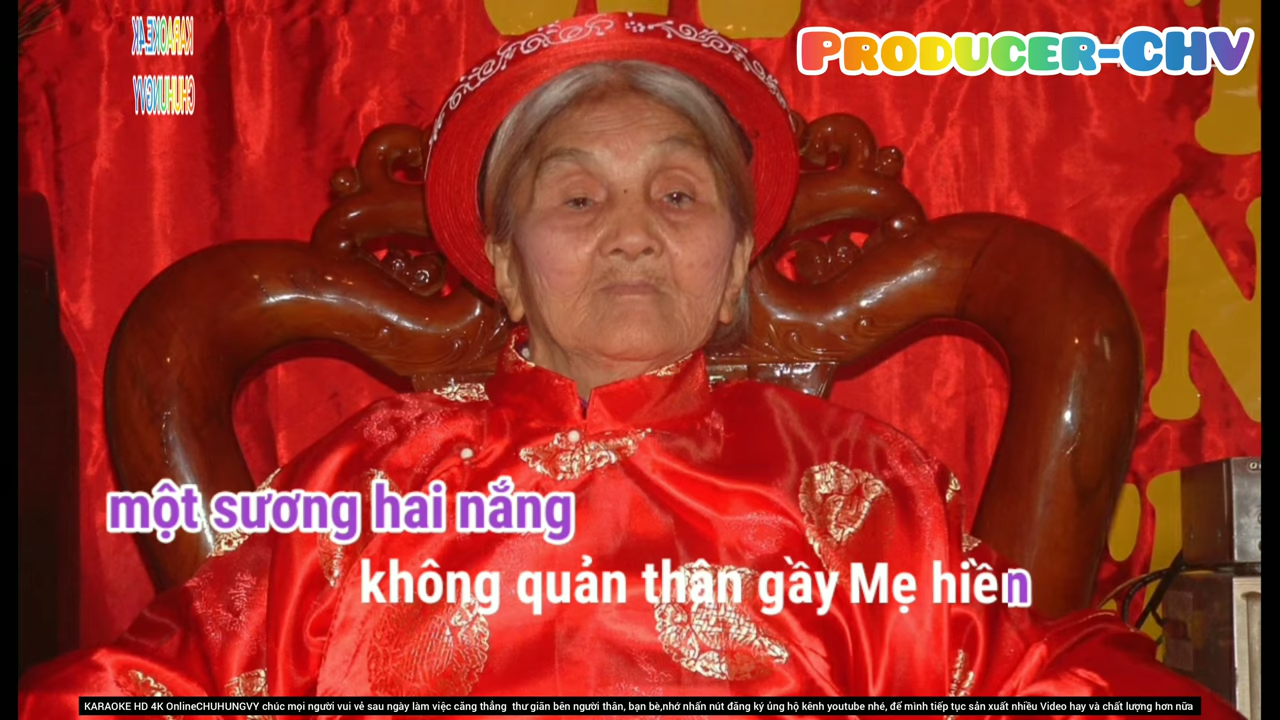 KARAOKE4K
CHUHUNGVY
PRODUCER-CHV
một sương hai nắng
không quản thân gầy Mẹ hiền
KARAOKE HD 4K OnlineCHUHUNGVY chúc mọi người vui vẻ sau ngày làm việc căng thẳng thư giãn bên người thân, bạn bè,nhớ nhấn nút đăng ký ủng hộ kênh youtube nhé, để mình tiếp tục sản xuất nhiều Video hay và chất lượng hơn nữa